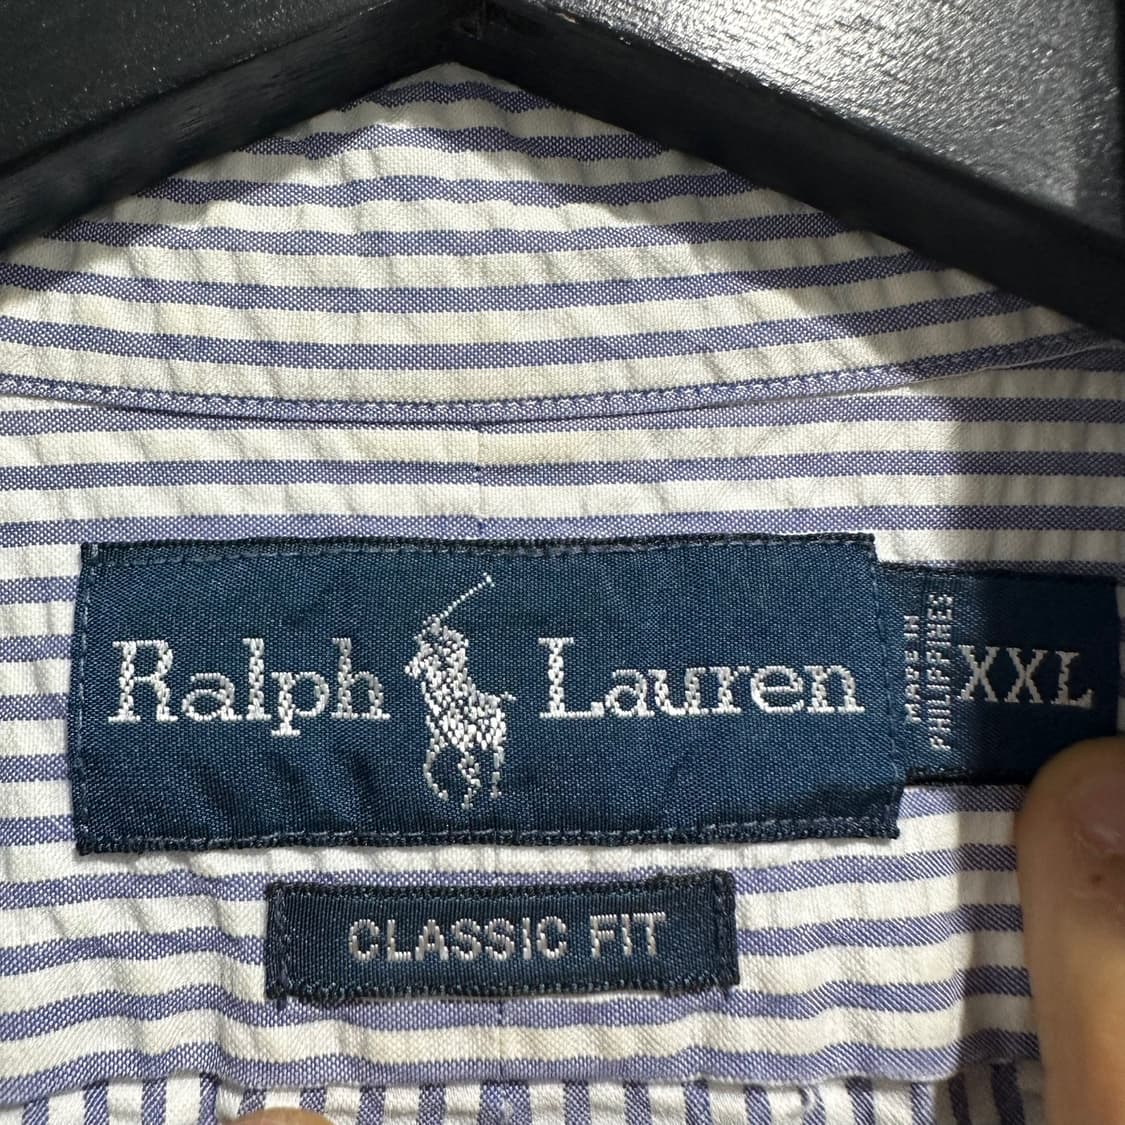 Ralph Lauren
MADE IN
PHILIPPINES
XXL
CLASSIC FIT